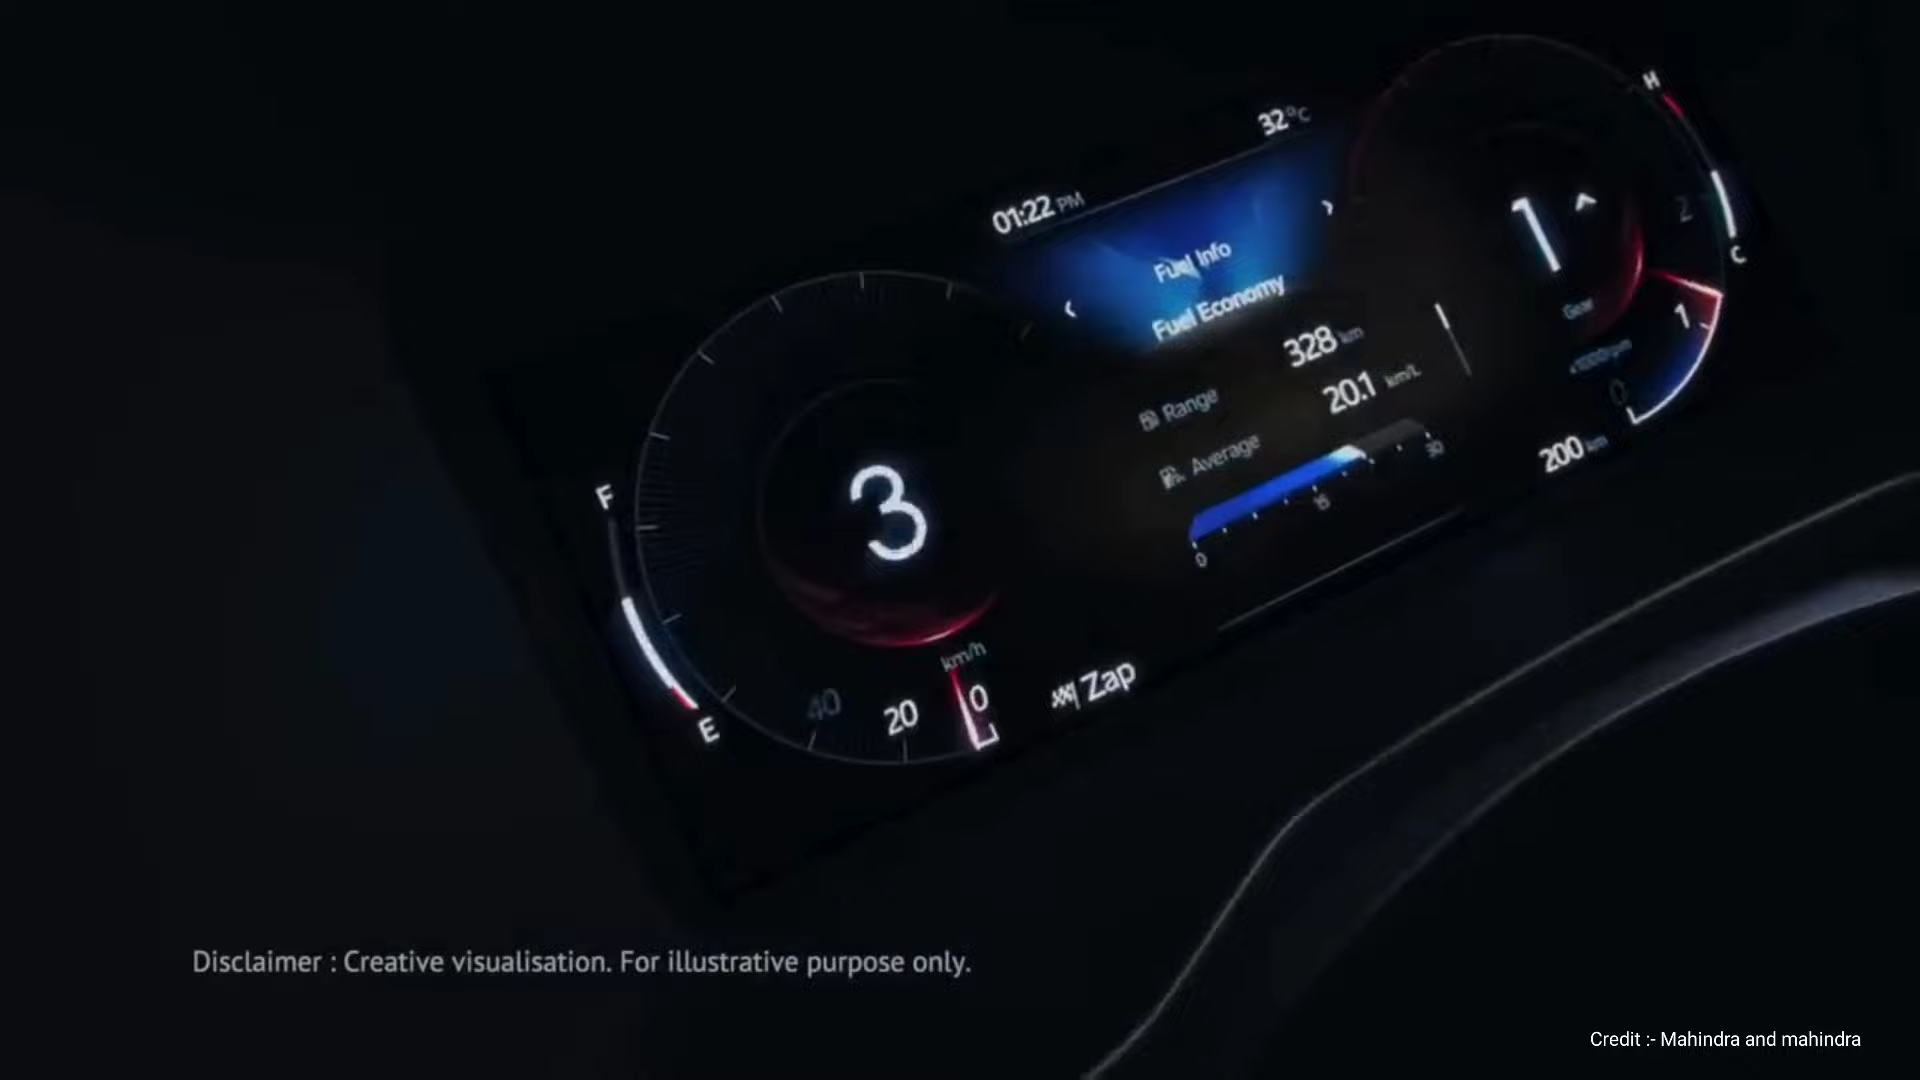 32°C
01:22 PM
Fuel Info
Fuel Economy
Range 328 km
Average 20.1 km/L
0 15 30
F
E
3
km/h
40 20 0
Zap
H
C
1
Gear
x1000rpm
2
1
0
200 km
Disclaimer : Creative visualisation. For illustrative purpose only.
Credit :- Mahindra and mahindra